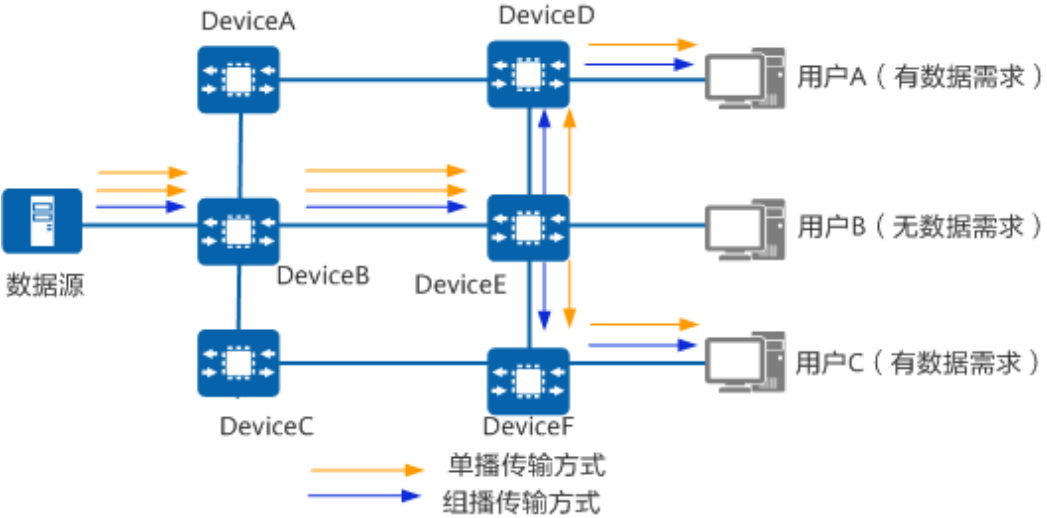 DeviceA
DeviceD
用户A（有数据需求）
数据源
DeviceB
DeviceE
用户B（无数据需求）
DeviceC
DeviceF
用户C（有数据需求）
单播传输方式
组播传输方式